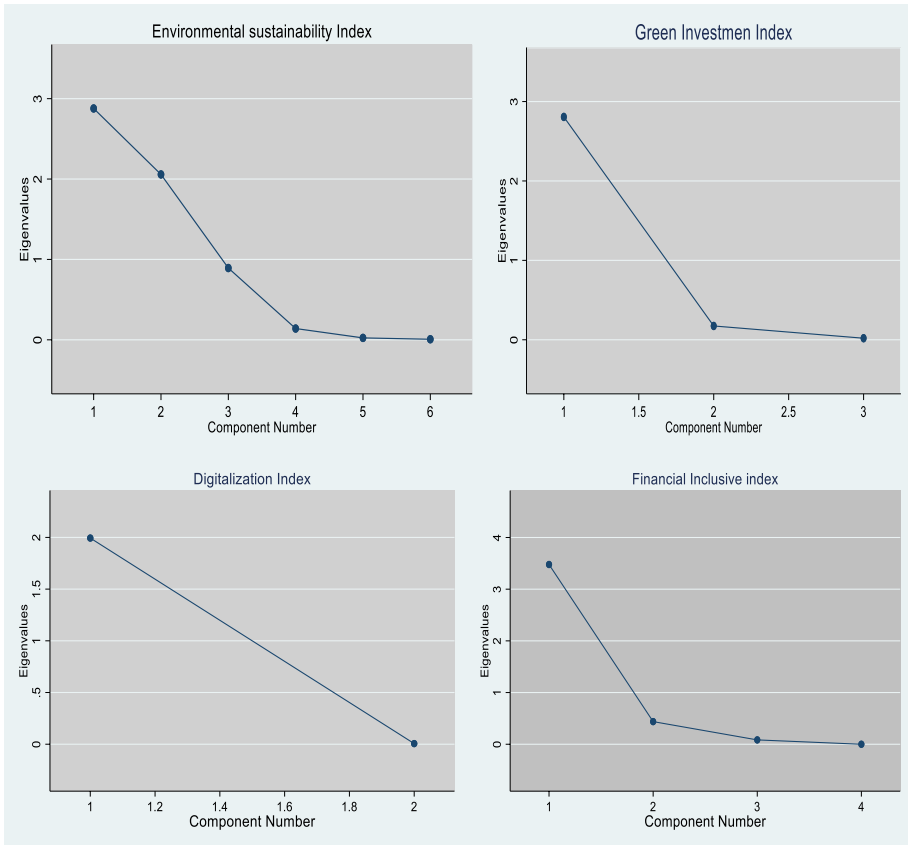 Environmental sustainability Index
Eigenvalues
3
2
1
0
1 2 3 4 5 6
Component Number
Green Investmen Index
Eigenvalues
3
2
1
0
1 1.5 2 2.5 3
Component Number
Digitalization Index
Eigenvalues
2
1.5
1
.5
0
1 1.2 1.4 1.6 1.8 2
Component Number
Financial Inclusive index
Eigenvalues
4
3
2
1
0
1 2 3 4
Component Number